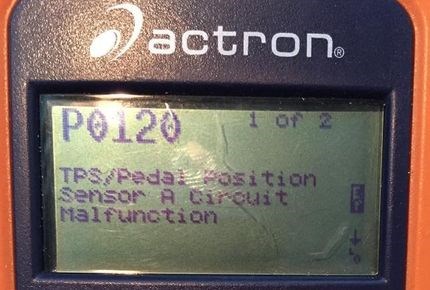 actron®
P0120 1 of 2
TPS/Pedal Position
Sensor A Circuit
Malfunction